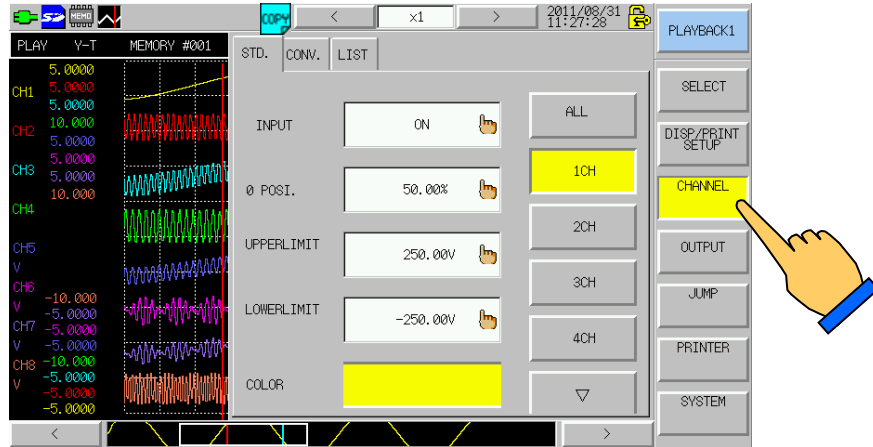 SD MEMO COPY < ×1 > 2011/08/31
11:27:28
PLAYBACK1
PLAY Y-T MEMORY #001
STD. CONV. LIST
5.0000
CH1 5.0000
5.0000
10.000
CH2
5.0000
5.0000
CH3 5.0000
10.000
CH4
CH5
V
CH6
-10.000
V -5.0000
CH7 -5.0000
V -5.0000
CH8 -10.000
V -5.0000
-5.0000
-5.0000
INPUT ON
Ø POSI. 50.00%
UPPERLIMIT 250.00V
LOWERLIMIT -250.00V
COLOR
ALL
1CH
2CH
3CH
4CH
▽
SELECT
DISP/PRINT
SETUP
CHANNEL
OUTPUT
JUMP
PRINTER
SYSTEM
< >